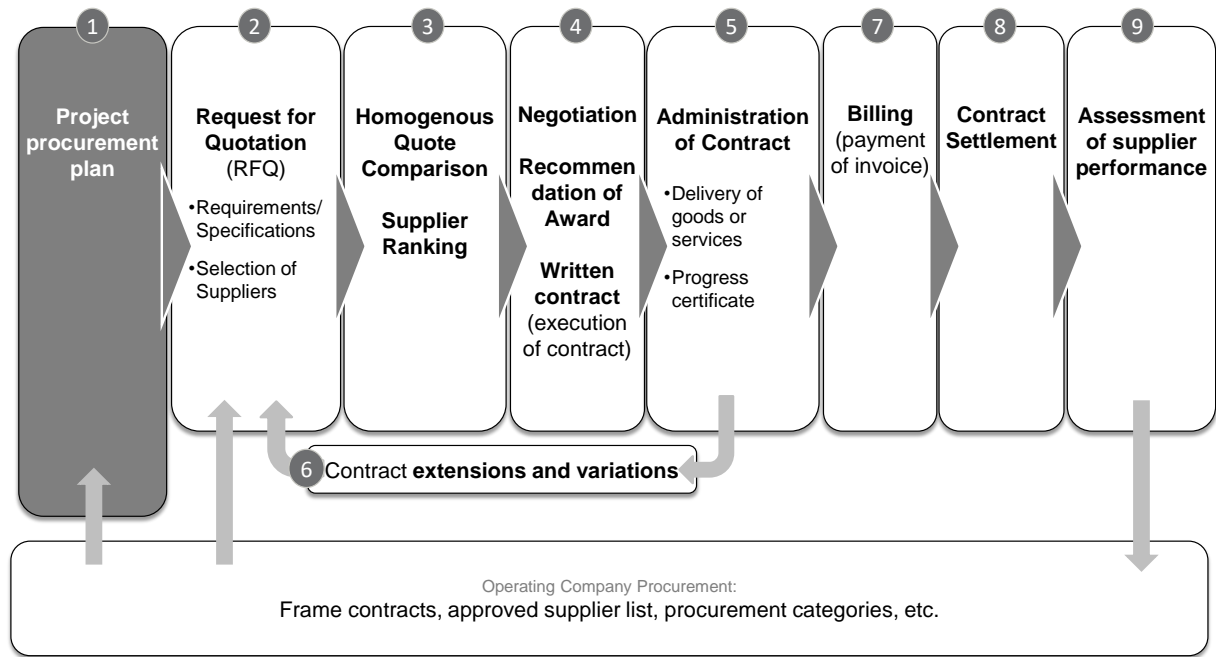 1
Project
procurement
plan
2
Request for
Quotation
(RFQ)
•Requirements/
Specifications
•Selection of
Suppliers
3
Homogenous
Quote
Comparison
Supplier
Ranking
4
Negotiation
Recommen
dation of
Award
Written
contract
(execution
of contract)
5
Administration
of Contract
•Delivery of
goods or
services
•Progress
certificate
7
Billing
(payment
of invoice)
8
Contract
Settlement
9
Assessment
of supplier
performance
6
Contract extensions and variations
Operating Company Procurement:
Frame contracts, approved supplier list, procurement categories, etc.